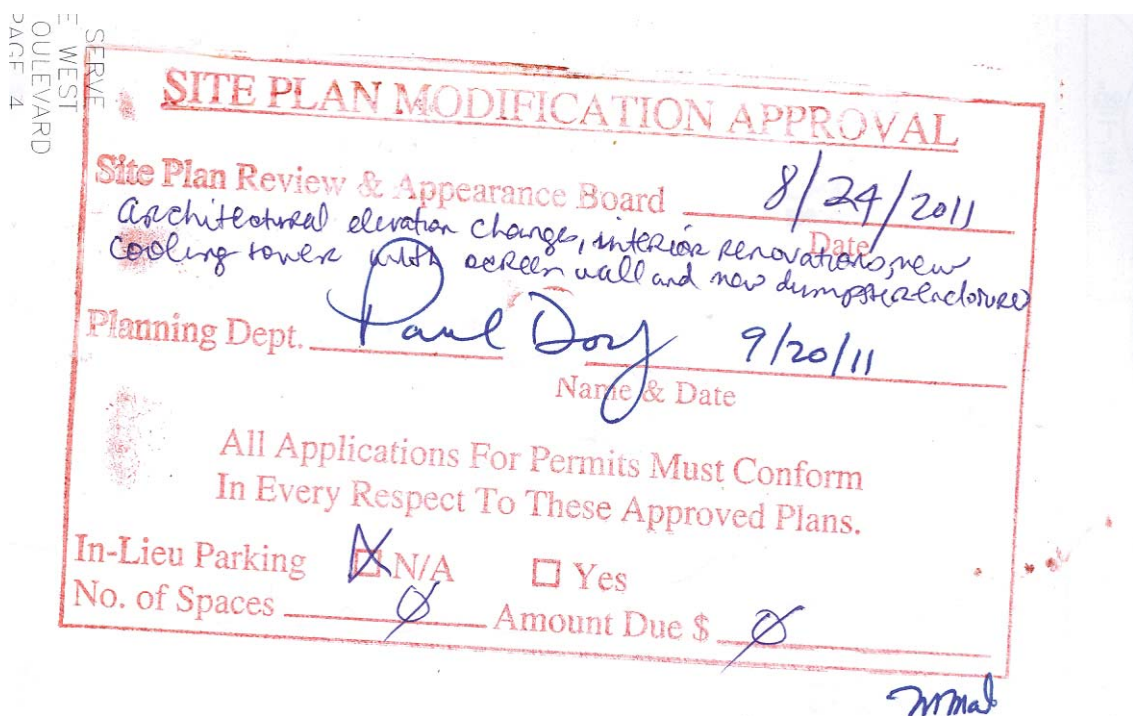 SERVE
E WEST
OULEVARD
PAGE 4
SITE PLAN MODIFICATION APPROVAL
Site Plan Review & Appearance Board 8/24/2011
Date
Architectural elevation changes, interior renovations, new
cooling tower with screen wall and new dumpster enclosure
Planning Dept. Paul Dorj 9/20/11
Name & Date
All Applications For Permits Must Conform
In Every Respect To These Approved Plans.
In-Lieu Parking ☒ N/A ☐ Yes
No. of Spaces 0 Amount Due $ 0